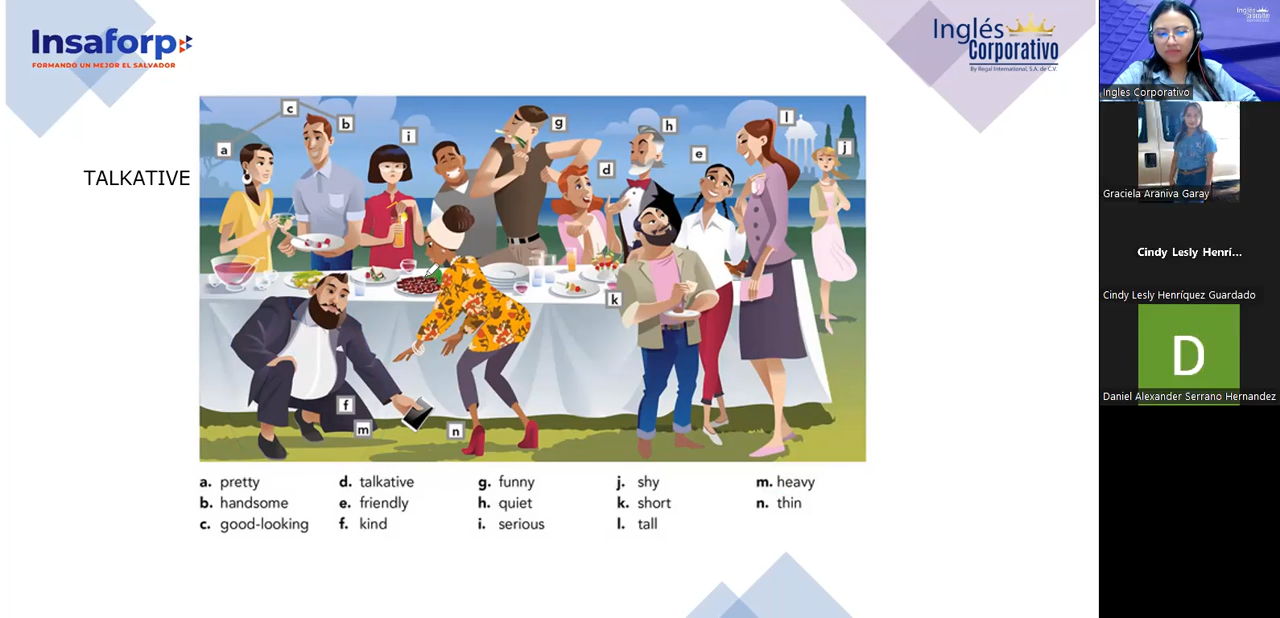 Insaforp
FORMANDO UN MEJOR EL SALVADOR
Inglés
Corporativo
By Regal International, S.A. de C.V.
TALKATIVE
c
a
b
i
g
h
l
d
e
j
k
f
m
n
a. pretty
b. handsome
c. good-looking
d. talkative
e. friendly
f. kind
g. funny
h. quiet
i. serious
j. shy
k. short
l. tall
m. heavy
n. thin
Inglés
Corporativo
Ingles Corporativo
Graciela Araniva Garay
Cindy Lesly Henrí...
Cindy Lesly Henríquez Guardado
D
Daniel Alexander Serrano Hernandez